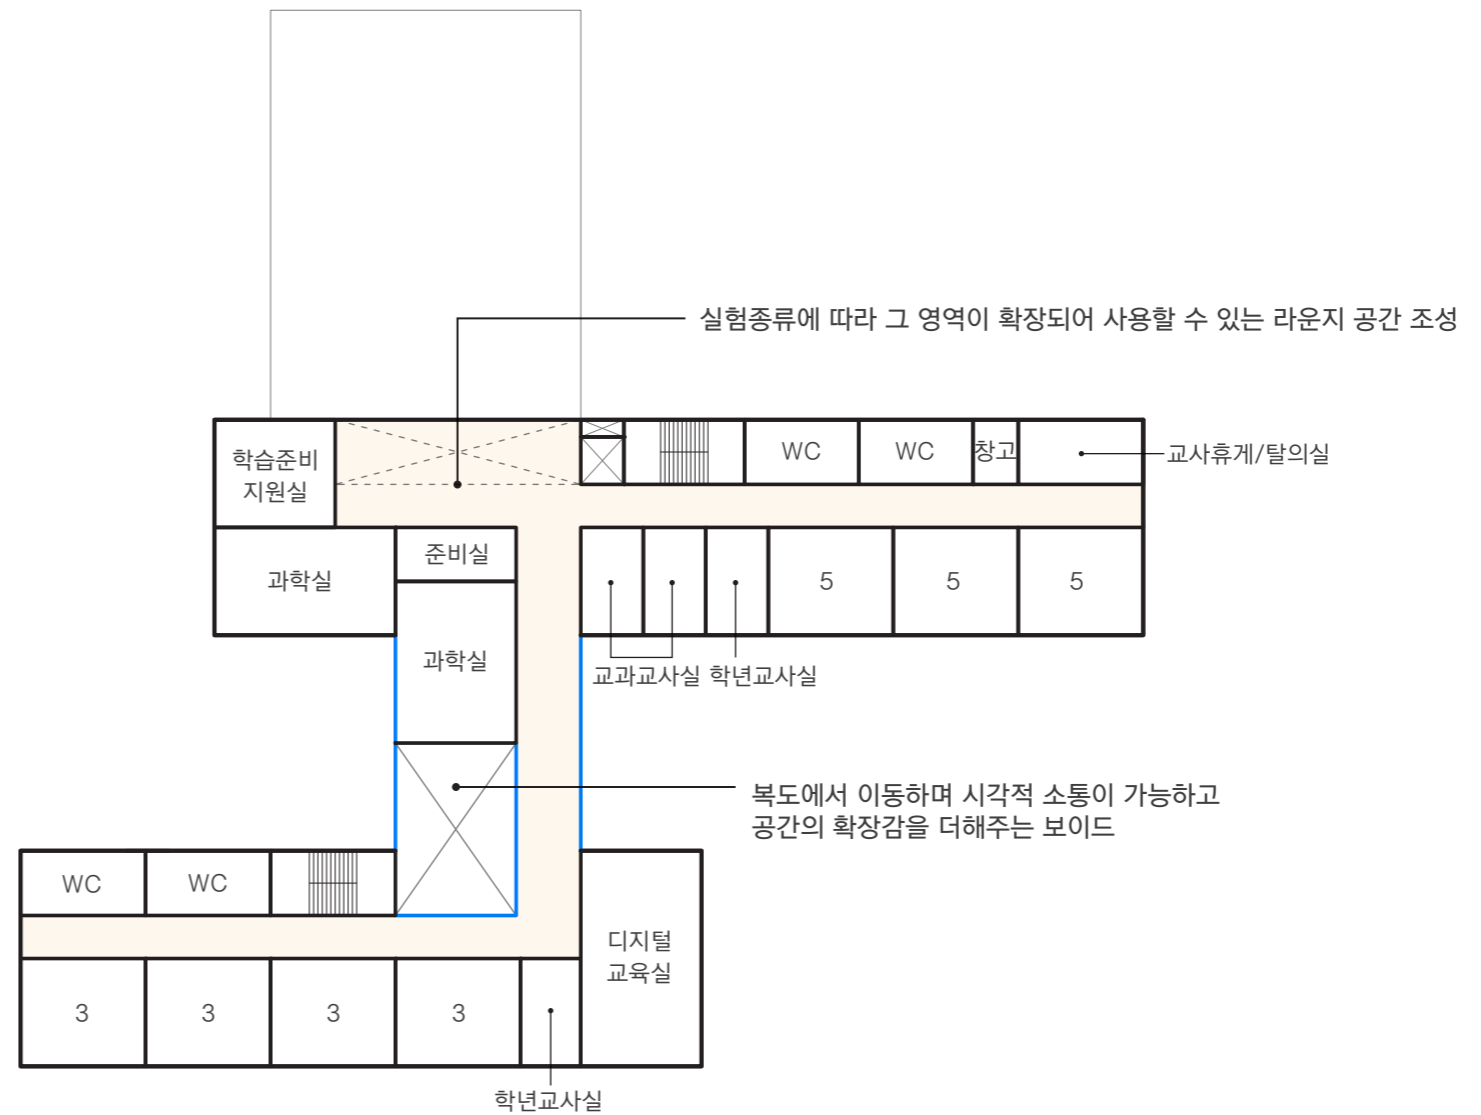 실험종류에 따라 그 영역이 확장되어 사용할 수 있는 라운지 공간 조성
학습준비
지원실
WC
WC
창고
교사휴게/탈의실
과학실
준비실
5
5
5
과학실
교과교사실
학년교사실
복도에서 이동하며 시각적 소통이 가능하고
공간의 확장감을 더해주는 보이드
WC
WC
디지털
교육실
3
3
3
3
학년교사실